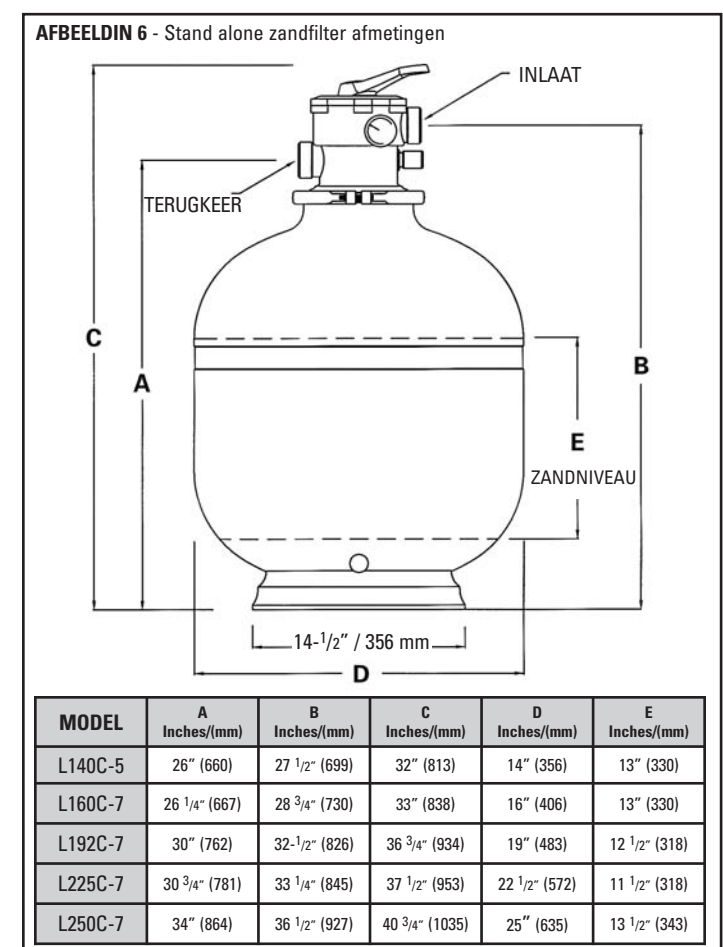 AFBEELDIN 6 - Stand alone zandfilter afmetingen
INLAAT
TERUGKEER
C
A
B
E
ZANDNIVEAU
14-1/2" / 356 mm
D
MODEL A Inches/(mm) B Inches/(mm) C Inches/(mm) D Inches/(mm) E Inches/(mm)
L140C-5 26" (660) 27 1/2" (699) 32" (813) 14" (356) 13" (330)
L160C-7 26 1/4" (667) 28 3/4" (730) 33" (838) 16" (406) 13" (330)
L192C-7 30" (762) 32-1/2" (826) 36 3/4" (934) 19" (483) 12 1/2" (318)
L225C-7 30 3/4" (781) 33 1/4" (845) 37 1/2" (953) 22 1/2" (572) 11 1/2" (318)
L250C-7 34" (864) 36 1/2" (927) 40 3/4" (1035) 25" (635) 13 1/2" (343)